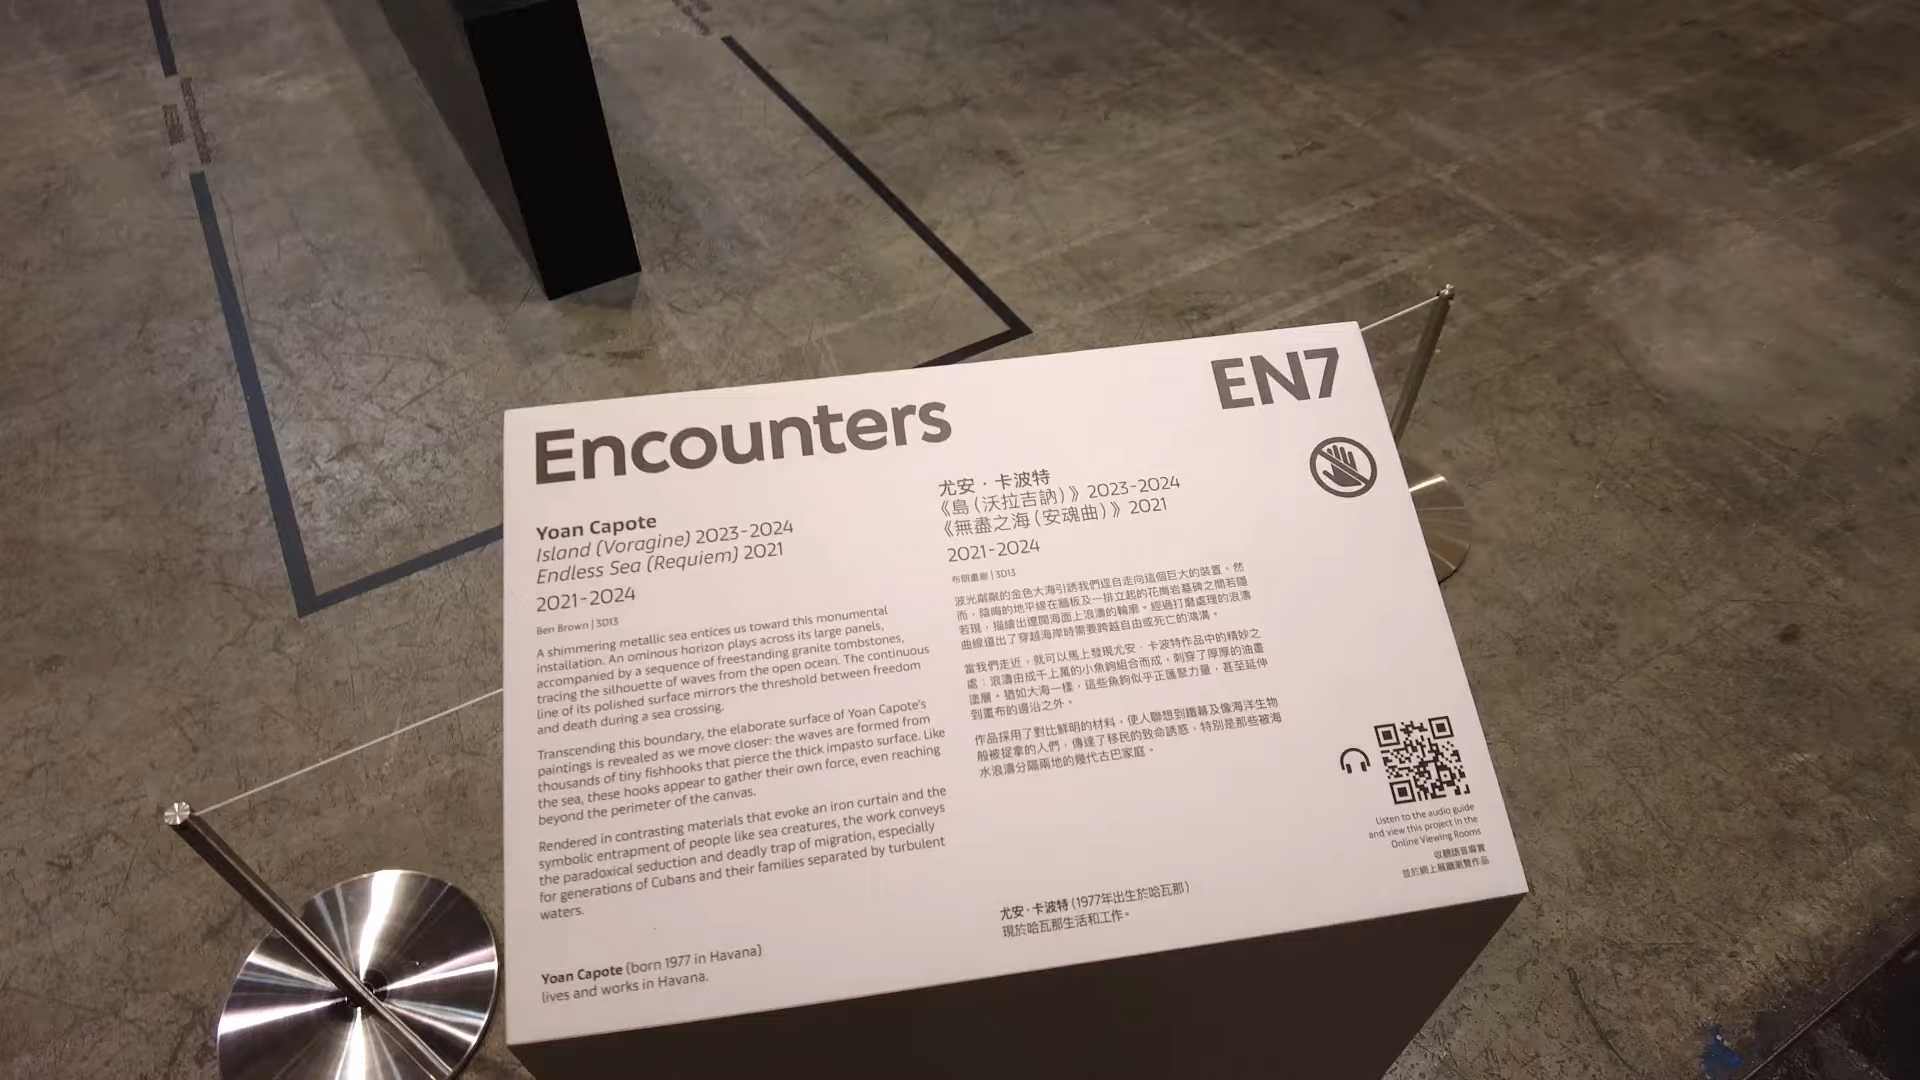 Encounters
EN7
Yoan Capote
Island (Voragine) 2023-2024
Endless Sea (Requiem) 2021
2021-2024
Ben Brown | 3D13
A shimmering metallic sea entices us toward this monumental
installation. An ominous horizon plays across its large panels,
accompanied by a sequence of freestanding granite tombstones,
tracing the silhouette of waves from the open ocean. The continuous
line of its polished surface mirrors the threshold between freedom
and death during a sea crossing.
Transcending this boundary, the elaborate surface of Yoan Capote's
paintings is revealed as we move closer: the waves are formed from
thousands of tiny fishhooks that pierce the thick impasto surface. Like
the sea, these hooks appear to gather their own force, even reaching
beyond the perimeter of the canvas.
Rendered in contrasting materials that evoke an iron curtain and the
symbolic entrapment of people like sea creatures, the work conveys
the paradoxical seduction and deadly trap of migration, especially
for generations of Cubans and their families separated by turbulent
waters.
Yoan Capote (born 1977 in Havana)
lives and works in Havana.
尤安·卡波特
《島（沃拉吉訥）》2023-2024
《無盡之海（安魂曲）》2021
2021-2024
布朗畫廊 | 3D13
波光粼粼的金色大海引誘我們逕自走向這個巨大的裝置。然
而，陰晦的地平線在牆板及一排立起的花崗岩墓碑之間若隱
若現，描繪出遼闊海面上浪濤的輪廓。經過打磨處理的浪濤
曲線道出了穿越海岸時需要跨越自由或死亡的鴻溝。
當我們走近，就可以馬上發現尤安·卡波特作品中的精妙之
處：浪濤由成千上萬的小魚鉤組合而成，刺穿了厚厚的油畫
塗層。猶如大海一樣，這些魚鉤似乎正匯聚力量，甚至延伸
到畫布的邊沿之外。
作品採用了對比鮮明的材料，使人聯想到鐵幕及像海洋生物
般被捉拿的人們，傳達了移民的致命誘惑，特別是那些被海
水浪濤分隔兩地的幾代古巴家庭。
尤安·卡波特（1977年出生於哈瓦那）
現於哈瓦那生活和工作。
Listen to the audio guide
and view this project in the
Online Viewing Rooms
收聽語音導賞
並於網上展廳瀏覽作品